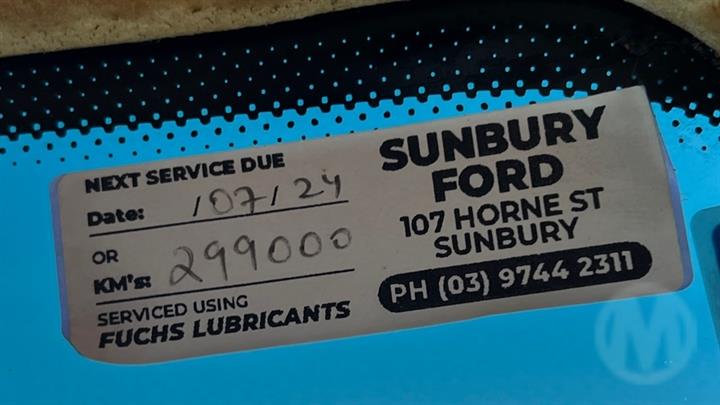 NEXT SERVICE DUE
Date: /07/24
OR
KM's: 299000
SERVICED USING
FUCHS LUBRICANTS
SUNBURY
FORD
107 HORNE ST
SUNBURY
PH (03) 9744 2311
M